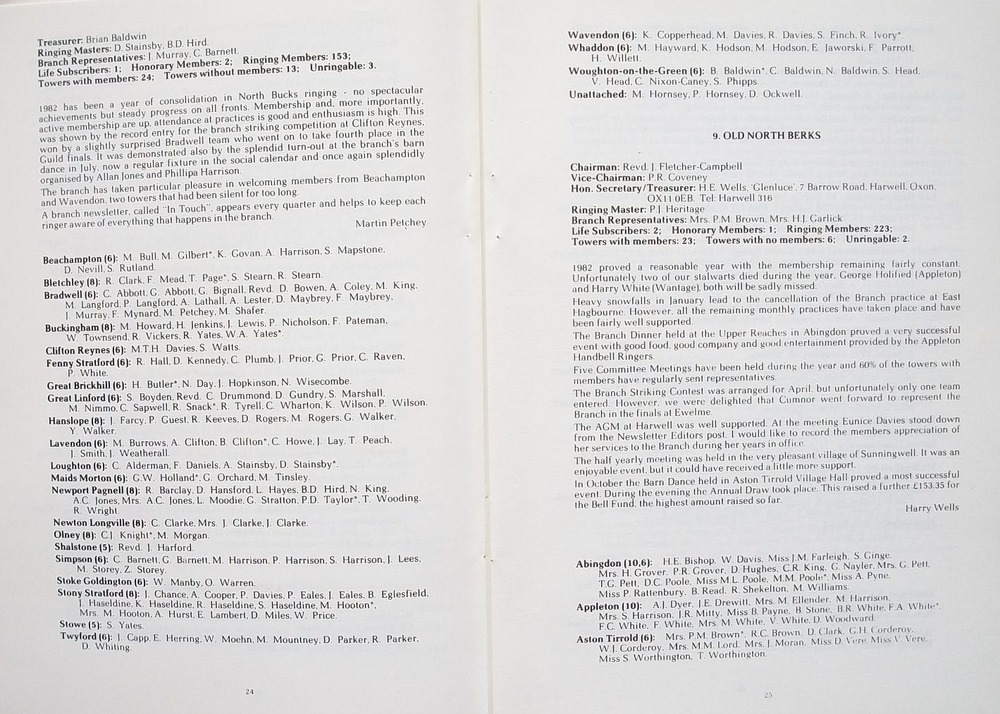 Treasurer: Brian Baldwin
Ringing Masters: D. Stainsby, B.D. Hird.
Branch Representatives: J. Murray, C. Barnett.
Life Subscribers: 1; Honorary Members: 2; Ringing Members: 153;
Towers with members: 24; Towers without members: 13; Unringable: 3.
1982 has been a year of consolidation in North Bucks ringing - no spectacular
achievements but steady progress on all fronts. Membership and, more importantly,
active membership are up, attendance at practices is good and enthusiasm is high. This
was shown by the record entry for the branch striking competition at Clifton Reynes,
won by a slightly surprised Bradwell team who went on to take fourth place in the
Guild finals. It was demonstrated also by the splendid turn-out at the branch's barn
dance in July, now a regular fixture in the social calendar and once again splendidly
organised by Allan Jones and Phillipa Harrison.
The branch has taken particular pleasure in welcoming members from Beachampton
and Wavendon, two towers that had been silent for too long.
A branch newsletter, called "In Touch", appears every quarter and helps to keep each
ringer aware of everything that happens in the branch.
Martin Petchey
Beachampton (6): M. Bull, M. Gilbert*, K. Govan, A. Harrison, S. Mapstone,
D. Nevill, S. Rutland.
Bletchley (8): R. Clark, F. Mead, T. Page*, S. Stearn, R. Stearn.
Bradwell (6): C. Abbott, G. Abbott, G. Bignall, Revd. D. Bowen, A. Coley, M. King,
M. Langford, P. Langford, A. Lathall, A. Lester, D. Maybrey, F. Maybrey,
J. Murray, F. Mynard, M. Petchey, M. Shafer.
Buckingham (8): M. Howard, H. Jenkins, J. Lewis, P. Nicholson, F. Pateman,
W. Townsend, R. Vickers, R. Yates, W.A. Yates*.
Clifton Reynes (6): M.T.H. Davies, S. Watts.
Fenny Stratford (6): R. Hall, D. Kennedy, C. Plumb, J. Prior, G. Prior, C. Raven,
P. White.
Great Brickhill (6): H. Butler*, N. Day, J. Hopkinson, N. Wisecombe.
Great Linford (6): S. Boyden, Revd. C. Drummond, D. Gundry, S. Marshall,
M. Nimmo, C. Sapwell, R. Snack*, R. Tyrell, C. Wharton, K. Wilson, P. Wilson.
Hanslope (8): J. Farcy, P. Guest, R. Keeves, D. Rogers, M. Rogers, G. Walker,
Y. Walker.
Lavendon (6): M. Burrows, A. Clifton, B. Clifton*, C. Howe, J. Lay, T. Peach,
J. Smith, J. Weatherall.
Loughton (6): C. Alderman, F. Daniels, A. Stainsby, D. Stainsby*.
Maids Morton (6): G.W. Holland*, G. Orchard, M. Tinsley.
Newport Pagnell (8): R. Barclay, D. Hansford, L. Hayes, B.D. Hird, N. King,
A.C. Jones, Mrs. A.C. Jones, L. Moodie, G. Stratton, P.D. Taylor*, T. Wooding,
R. Wright.
Newton Longville (8): C. Clarke, Mrs. J. Clarke, J. Clarke.
Olney (8): C.J. Knight*, M. Morgan.
Shalstone (5): Revd. J. Harford.
Simpson (6): C. Barnett, G. Barnett, M. Harrison, P. Harrison, S. Harrison, J. Lees,
M. Storey, Z. Storey.
Stoke Goldington (6): W. Manby, O. Warren.
Stony Stratford (8): J. Chance, A. Cooper, P. Davies, P. Eales, J. Eales, B. Eglesfield,
J. Haseldine, K. Haseldine, R. Haseldine, S. Haseldine, M. Hooton*,
Mrs. M. Hooton, A. Hurst, E. Lambert, D. Miles, W. Price.
Stowe (5): S. Yates.
Twyford (6): J. Capp, E. Herring, W. Moehn, M. Mountney, D. Parker, R. Parker,
D. Whiting.
24
Wavendon (6): K. Copperhead, M. Davies, R. Davies, S. Finch, R. Ivory*.
Whaddon (6): M. Hayward, K. Hodson, M. Hodson, E. Jaworski, F. Parrott,
H. Willett.
Woughton-on-the-Green (6): B. Baldwin*, C. Baldwin, N. Baldwin, S. Head,
V. Head, C. Nixon-Caney, S. Phipps.
Unattached: M. Hornsey, P. Hornsey, D. Ockwell.
9. OLD NORTH BERKS
Chairman: Revd. J. Fletcher-Campbell
Vice-Chairman: P.R. Coveney
Hon. Secretary/Treasurer: H.E. Wells, 'Glenluce', 7 Barrow Road, Harwell, Oxon,
OX11 0EB. Tel: Harwell 316
Ringing Master: P.J. Heritage
Branch Representatives: Mrs. P.M. Brown, Mrs. H.J. Garlick
Life Subscribers: 2; Honorary Members: 1; Ringing Members: 223;
Towers with members: 23; Towers with no members: 6; Unringable: 2.
1982 proved a reasonable year with the membership remaining fairly constant.
Unfortunately, two of our stalwarts died during the year, George Holified (Appleton)
and Harry White (Wantage), both will be sadly missed.
Heavy snowfalls in January lead to the cancellation of the Branch practice at East
Hagbourne. However, all the remaining monthly practices have taken place and have
been fairly well supported.
The Branch Dinner held at the Upper Reaches in Abingdon proved a very successful
event with good food, good company and good entertainment provided by the Appleton
Handbell Ringers.
Five Committee Meetings have been held during the year and 60% of the towers with
members have regularly sent representatives.
The Branch Striking Contest was arranged for April, but unfortunately only one team
entered. However, we were delighted that Cumnor went forward to represent the
Branch in the finals at Ewelme.
The AGM at Harwell was well supported. At the meeting Eunice Davies stood down
from the Newsletter Editors post. I would like to record the members appreciation of
her services to the Branch during her years in office.
The half yearly meeting was held in the very pleasant village of Sunningwell. It was an
enjoyable event, but it could have received a little more support.
In October the Barn Dance held in Aston Tirrold Village Hall proved a most successful
event. During the evening the Annual Draw took place. This raised a further £153.35 for
the Bell Fund, the highest amount raised so far.
Harry Wells
Abingdon (10,6): H.E. Bishop, W. Davis, Miss J.M. Farleigh, S. Ginge,
Mrs. H. Grover, P.R. Grover, D. Hughes, C.R. King, G. Nayler, Mrs. G. Pett,
T.G. Pett, D.C. Poole, Miss M.L. Poole, M.M. Poole*, Miss A. Pyne,
Miss P. Rattenbury, B. Read, R. Shekelton, M. Williams.
Appleton (10): A.J. Dyer, J.E. Drewitt, Mrs. M. Ellender, M. Harrison,
Mrs. S. Harrison, J.R. Mitty, Miss B. Payne, B. Stone, B.R. White, F.A. White*,
F.C. White, F. White, Mrs. M. White, V. White, D. Woodward.
Aston Tirrold (6): Mrs. P.M. Brown*, R.C. Brown, D. Clark, G.H. Corderoy,
W.J. Corderoy, Mrs. M.M. Lord, Mrs. J. Moran, Miss D. Vere, Miss V. Vere,
Miss S. Worthington, T. Worthington.
25